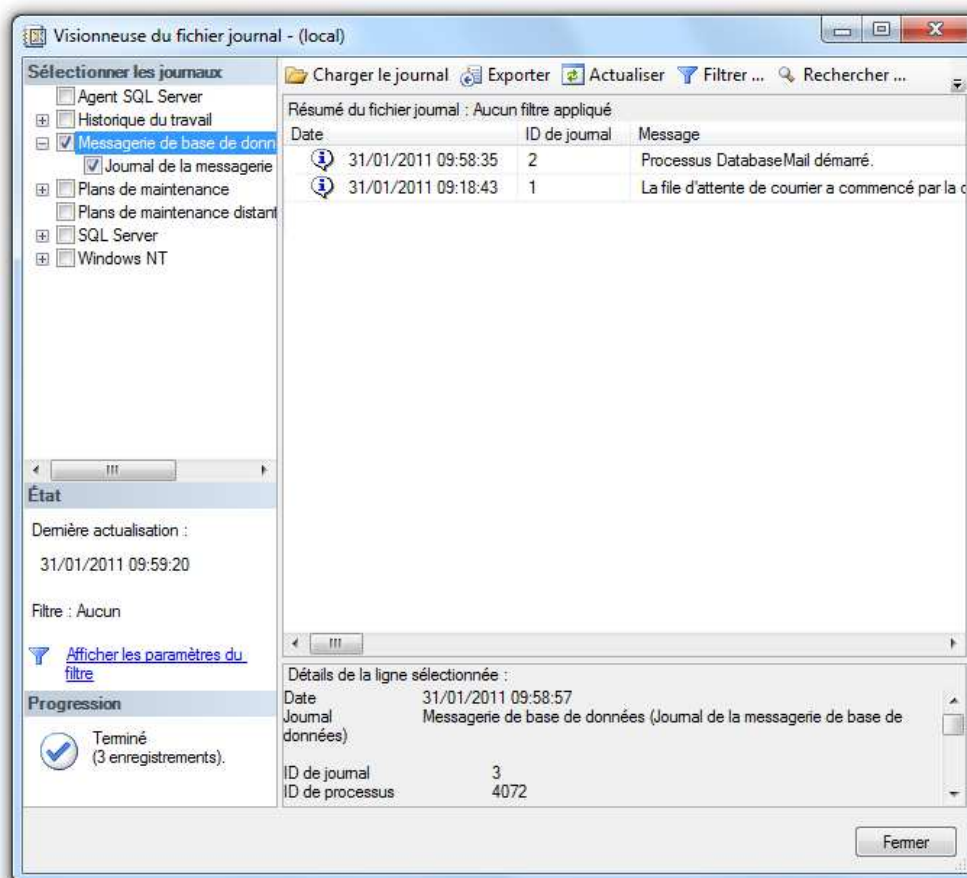 Visionneuse du fichier journal - (local)
Sélectionner les journaux
Agent SQL Server
Historique du travail
Messagerie de base de donn
Journal de la messagerie
Plans de maintenance
Plans de maintenance distant
SQL Server
Windows NT
État
Dernière actualisation :
31/01/2011 09:59:20
Filtre : Aucun
Afficher les paramètres du
filtre
Progression
Terminé
(3 enregistrements).
Charger le journal Exporter Actualiser Filtrer ... Rechercher ...
Résumé du fichier journal : Aucun filtre appliqué
Date ID de journal Message
31/01/2011 09:58:35 2 Processus DatabaseMail démarré.
31/01/2011 09:18:43 1 La file d'attente de courrier a commencé par la c
Détails de la ligne sélectionnée :
Date 31/01/2011 09:58:57
Journal Messagerie de base de données (Journal de la messagerie de base de
données)
ID de journal 3
ID de processus 4072
Fermer